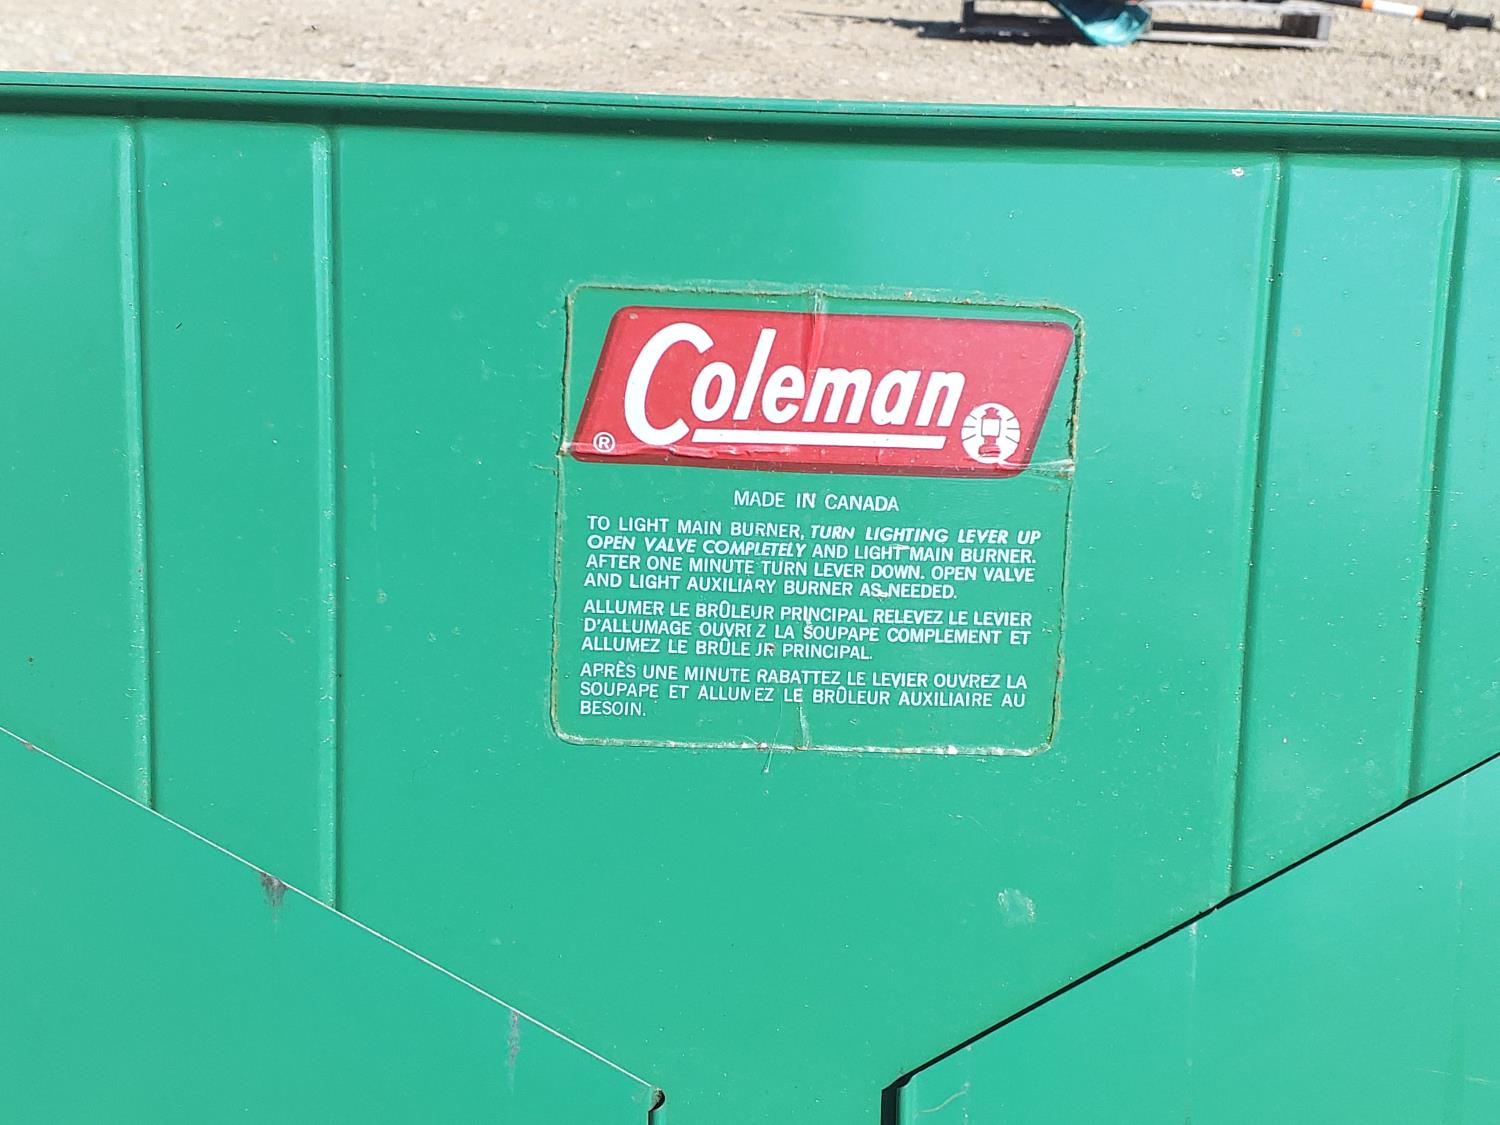 Coleman
®
MADE IN CANADA
TO LIGHT MAIN BURNER, TURN LIGHTING LEVER UP
OPEN VALVE COMPLETELY AND LIGHT MAIN BURNER.
AFTER ONE MINUTE TURN LEVER DOWN. OPEN VALVE
AND LIGHT AUXILIARY BURNER AS NEEDED.
ALLUMER LE BRÛLEUR PRINCIPAL RELEVEZ LE LEVIER
D'ALLUMAGE OUVREZ LA SOUPAPE COMPLEMENT ET
ALLUMEZ LE BRÛLEUR PRINCIPAL.
APRÈS UNE MINUTE RABATTEZ LE LEVIER OUVREZ LA
SOUPAPE ET ALLUMEZ LE BRÛLEUR AUXILIAIRE AU
BESOIN.